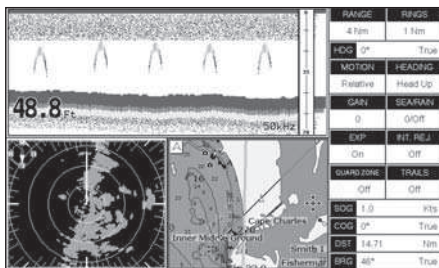 RANGE RINGS
4 Nm 1 Nm
HDG 0° True
MOTION HEADING
Relative Head Up
GAIN SEA/RAIN
0 0/Off
EXP INT. REJ.
On Off
GUARD ZONE TRAILS
Off Off
SOG 1.0 Kts
COG 0° True
DST 14.71 Nm
BRG 46° True
48.8 Ft
50kHz
A
Cape Charles
Inner Middle Ground
Smith I
Fisherman